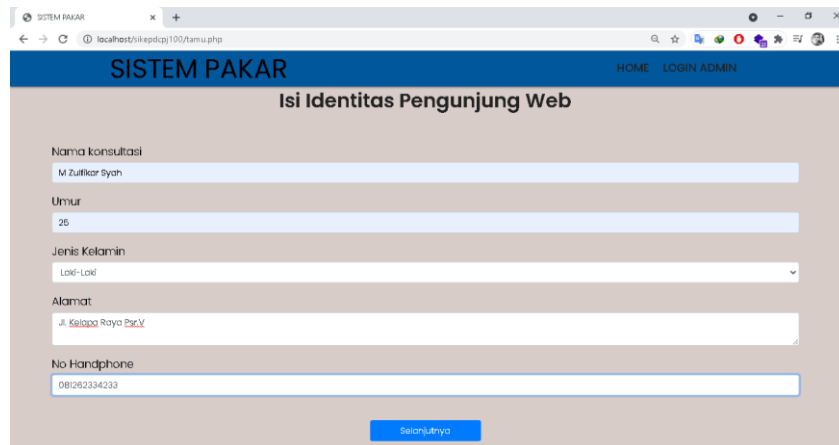 SISTEM PAKAR
localhost/sikepdcpj100/tamu.php
SISTEM PAKAR
HOME LOGIN ADMIN
Isi Identitas Pengunjung Web
Nama konsultasi
M Zulfikar Syah
Umur
25
Jenis Kelamin
Laki-Laki
Alamat
Jl. Kelapa Raya Psr.V
No Handphone
081262334233
Selanjutnya